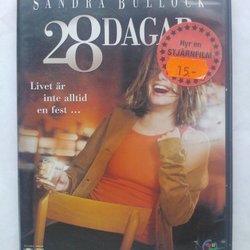 SANDRA BULLOCK
28 DAGAR
Hyr en
STJÄRNFILM
15.-
Livet är
inte alltid
en fest ...